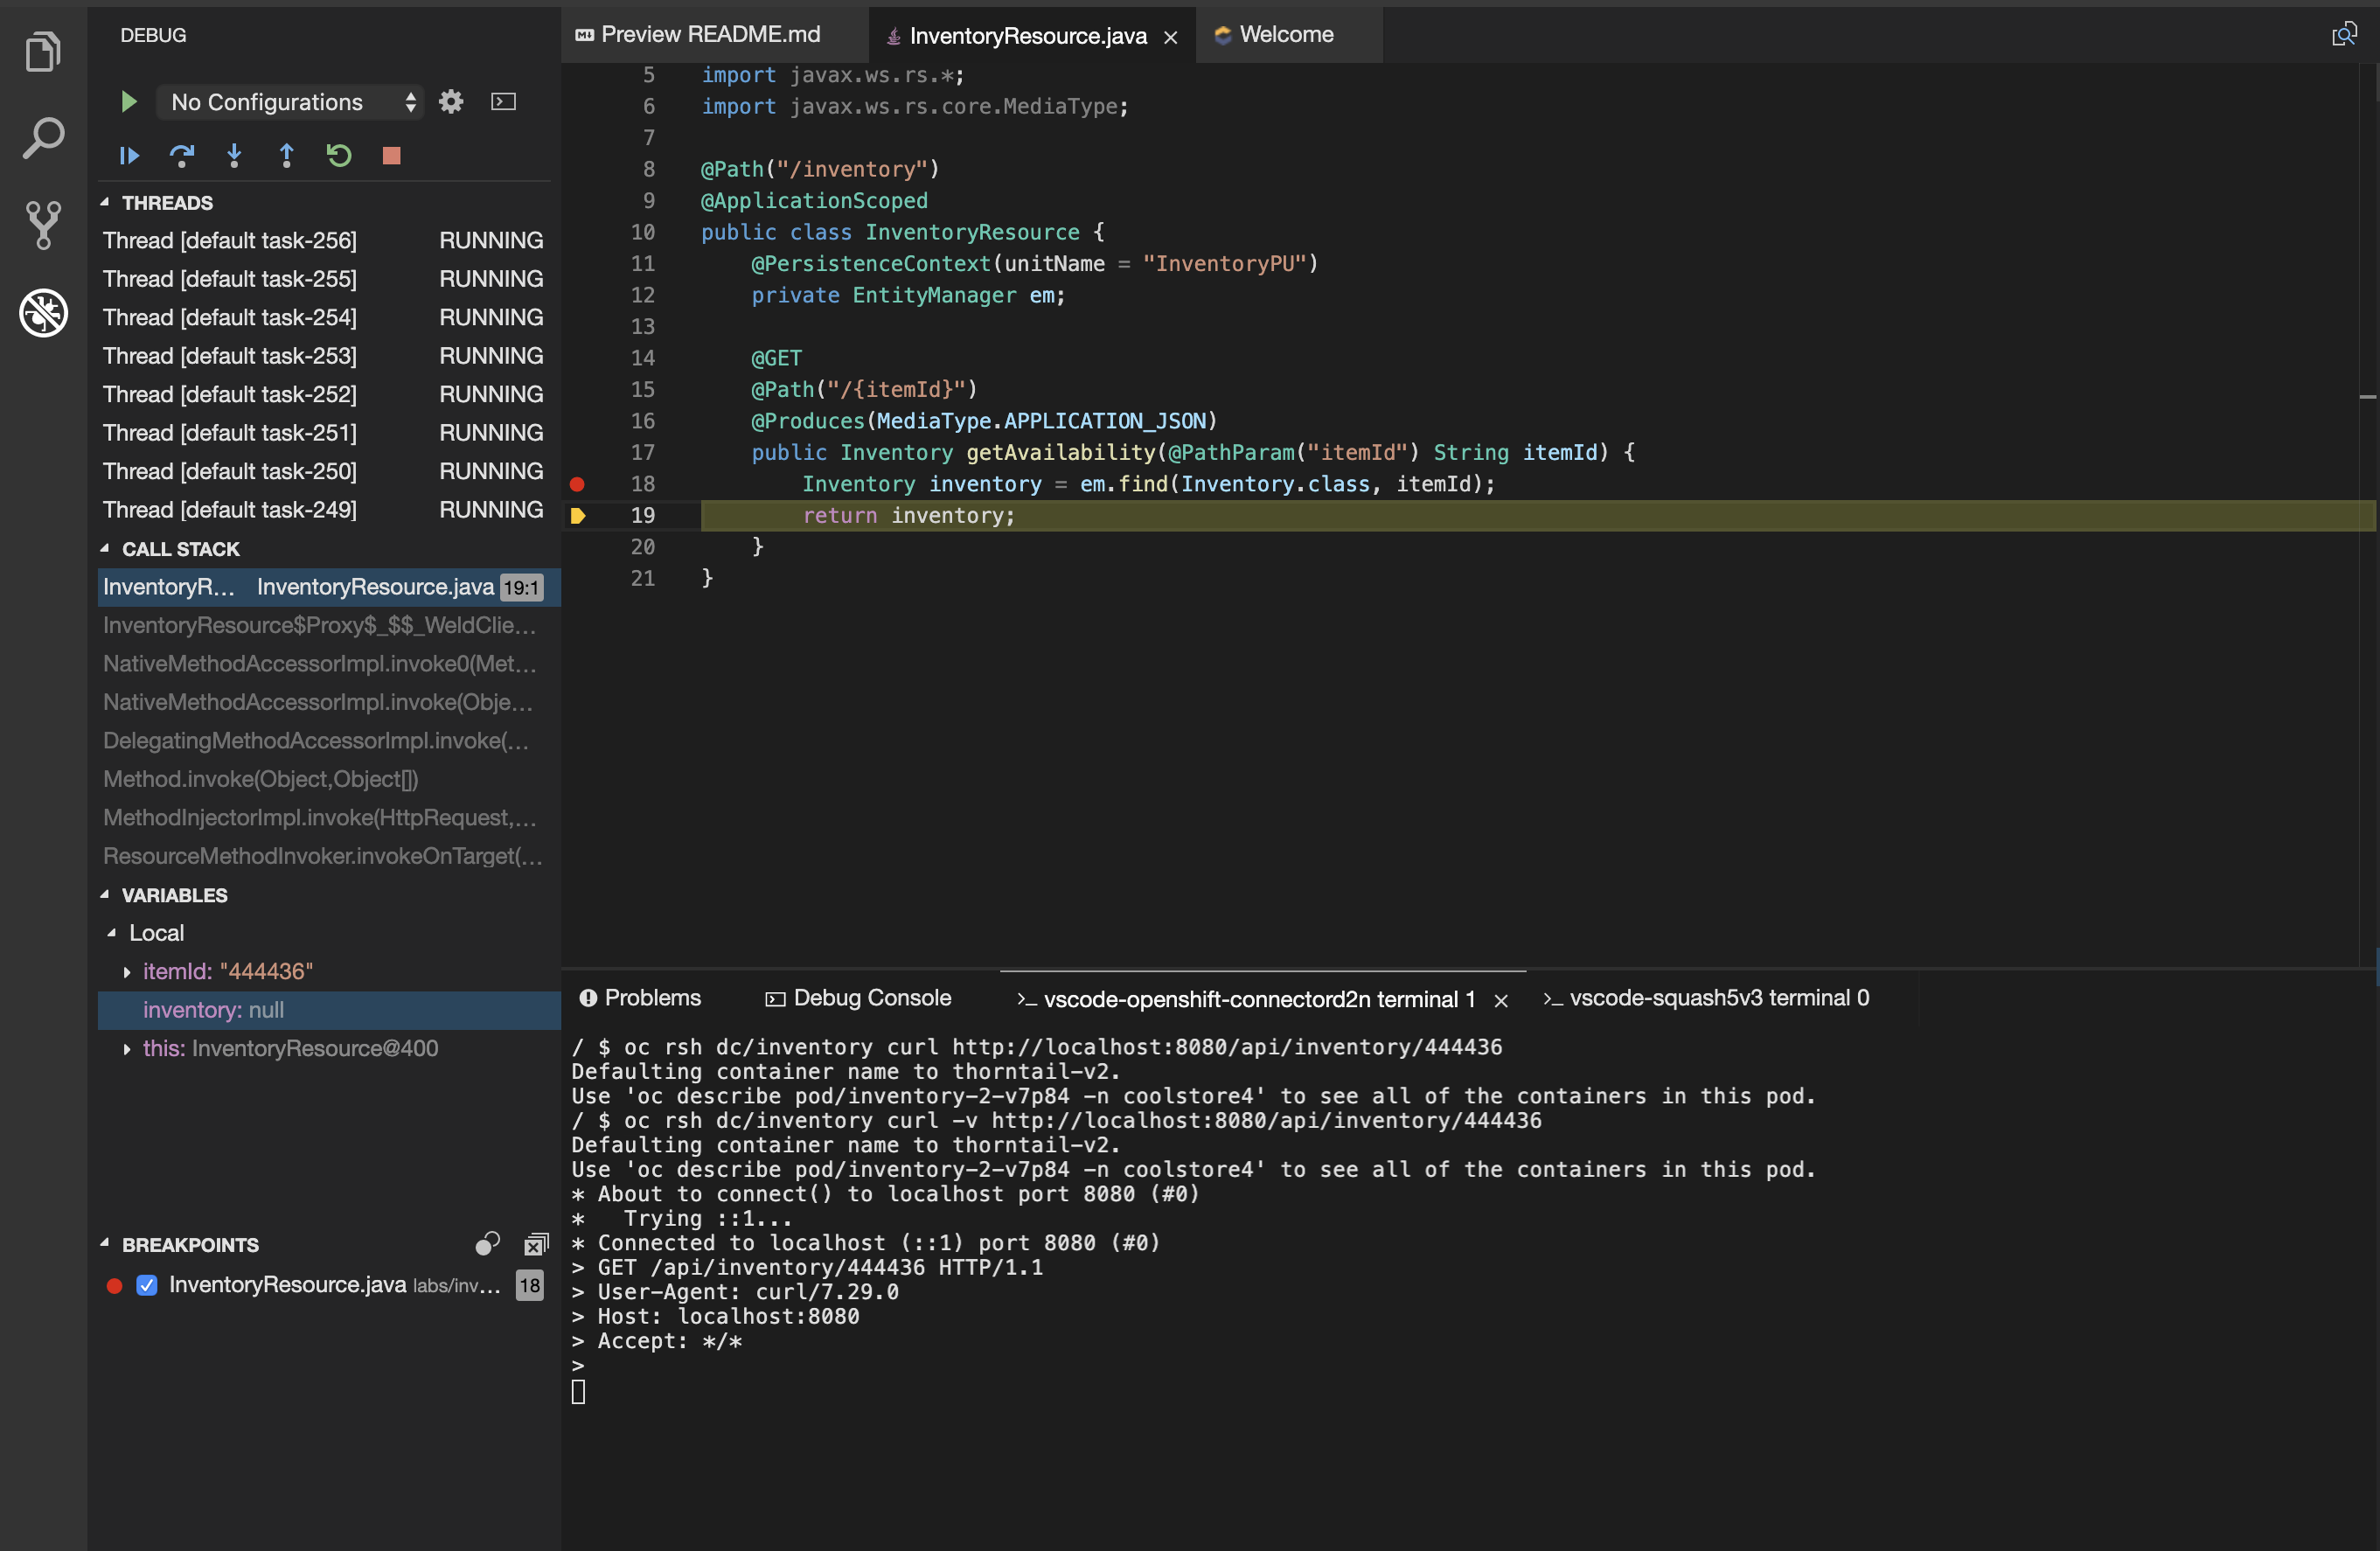 DEBUG
No Configurations
THREADS
Thread [default task-256] RUNNING
Thread [default task-255] RUNNING
Thread [default task-254] RUNNING
Thread [default task-253] RUNNING
Thread [default task-252] RUNNING
Thread [default task-251] RUNNING
Thread [default task-250] RUNNING
Thread [default task-249] RUNNING
CALL STACK
InventoryR... InventoryResource.java 19:1
InventoryResource$Proxy$_$$_WeldClie...
NativeMethodAccessorImpl.invoke0(Met...
NativeMethodAccessorImpl.invoke(Obje...
DelegatingMethodAccessorImpl.invoke(...
Method.invoke(Object,Object[])
MethodInjectorImpl.invoke(HttpRequest,...
ResourceMethodInvoker.invokeOnTarget(...
VARIABLES
Local
itemId: "444436"
inventory: null
this: InventoryResource@400
BREAKPOINTS
InventoryResource.java labs/inv... 18
Preview README.md InventoryResource.java × Welcome
5 import javax.ws.rs.*;
6 import javax.ws.rs.core.MediaType;
7
8 @Path("/inventory")
9 @ApplicationScoped
10 public class InventoryResource {
11 @PersistenceContext(unitName = "InventoryPU")
12 private EntityManager em;
13
14 @GET
15 @Path("/{itemId}")
16 @Produces(MediaType.APPLICATION_JSON)
17 public Inventory getAvailability(@PathParam("itemId") String itemId) {
18 Inventory inventory = em.find(Inventory.class, itemId);
19 return inventory;
20 }
21 }
Problems Debug Console >_ vscode-openshift-connectord2n terminal 1 × >_ vscode-squash5v3 terminal 0
/ $ oc rsh dc/inventory curl http://localhost:8080/api/inventory/444436
Defaulting container name to thorntail-v2.
Use 'oc describe pod/inventory-2-v7p84 -n coolstore4' to see all of the containers in this pod.
/ $ oc rsh dc/inventory curl -v http://localhost:8080/api/inventory/444436
Defaulting container name to thorntail-v2.
Use 'oc describe pod/inventory-2-v7p84 -n coolstore4' to see all of the containers in this pod.
* About to connect() to localhost port 8080 (#0)
*   Trying ::1...
* Connected to localhost (::1) port 8080 (#0)
> GET /api/inventory/444436 HTTP/1.1
> User-Agent: curl/7.29.0
> Host: localhost:8080
> Accept: */*
>